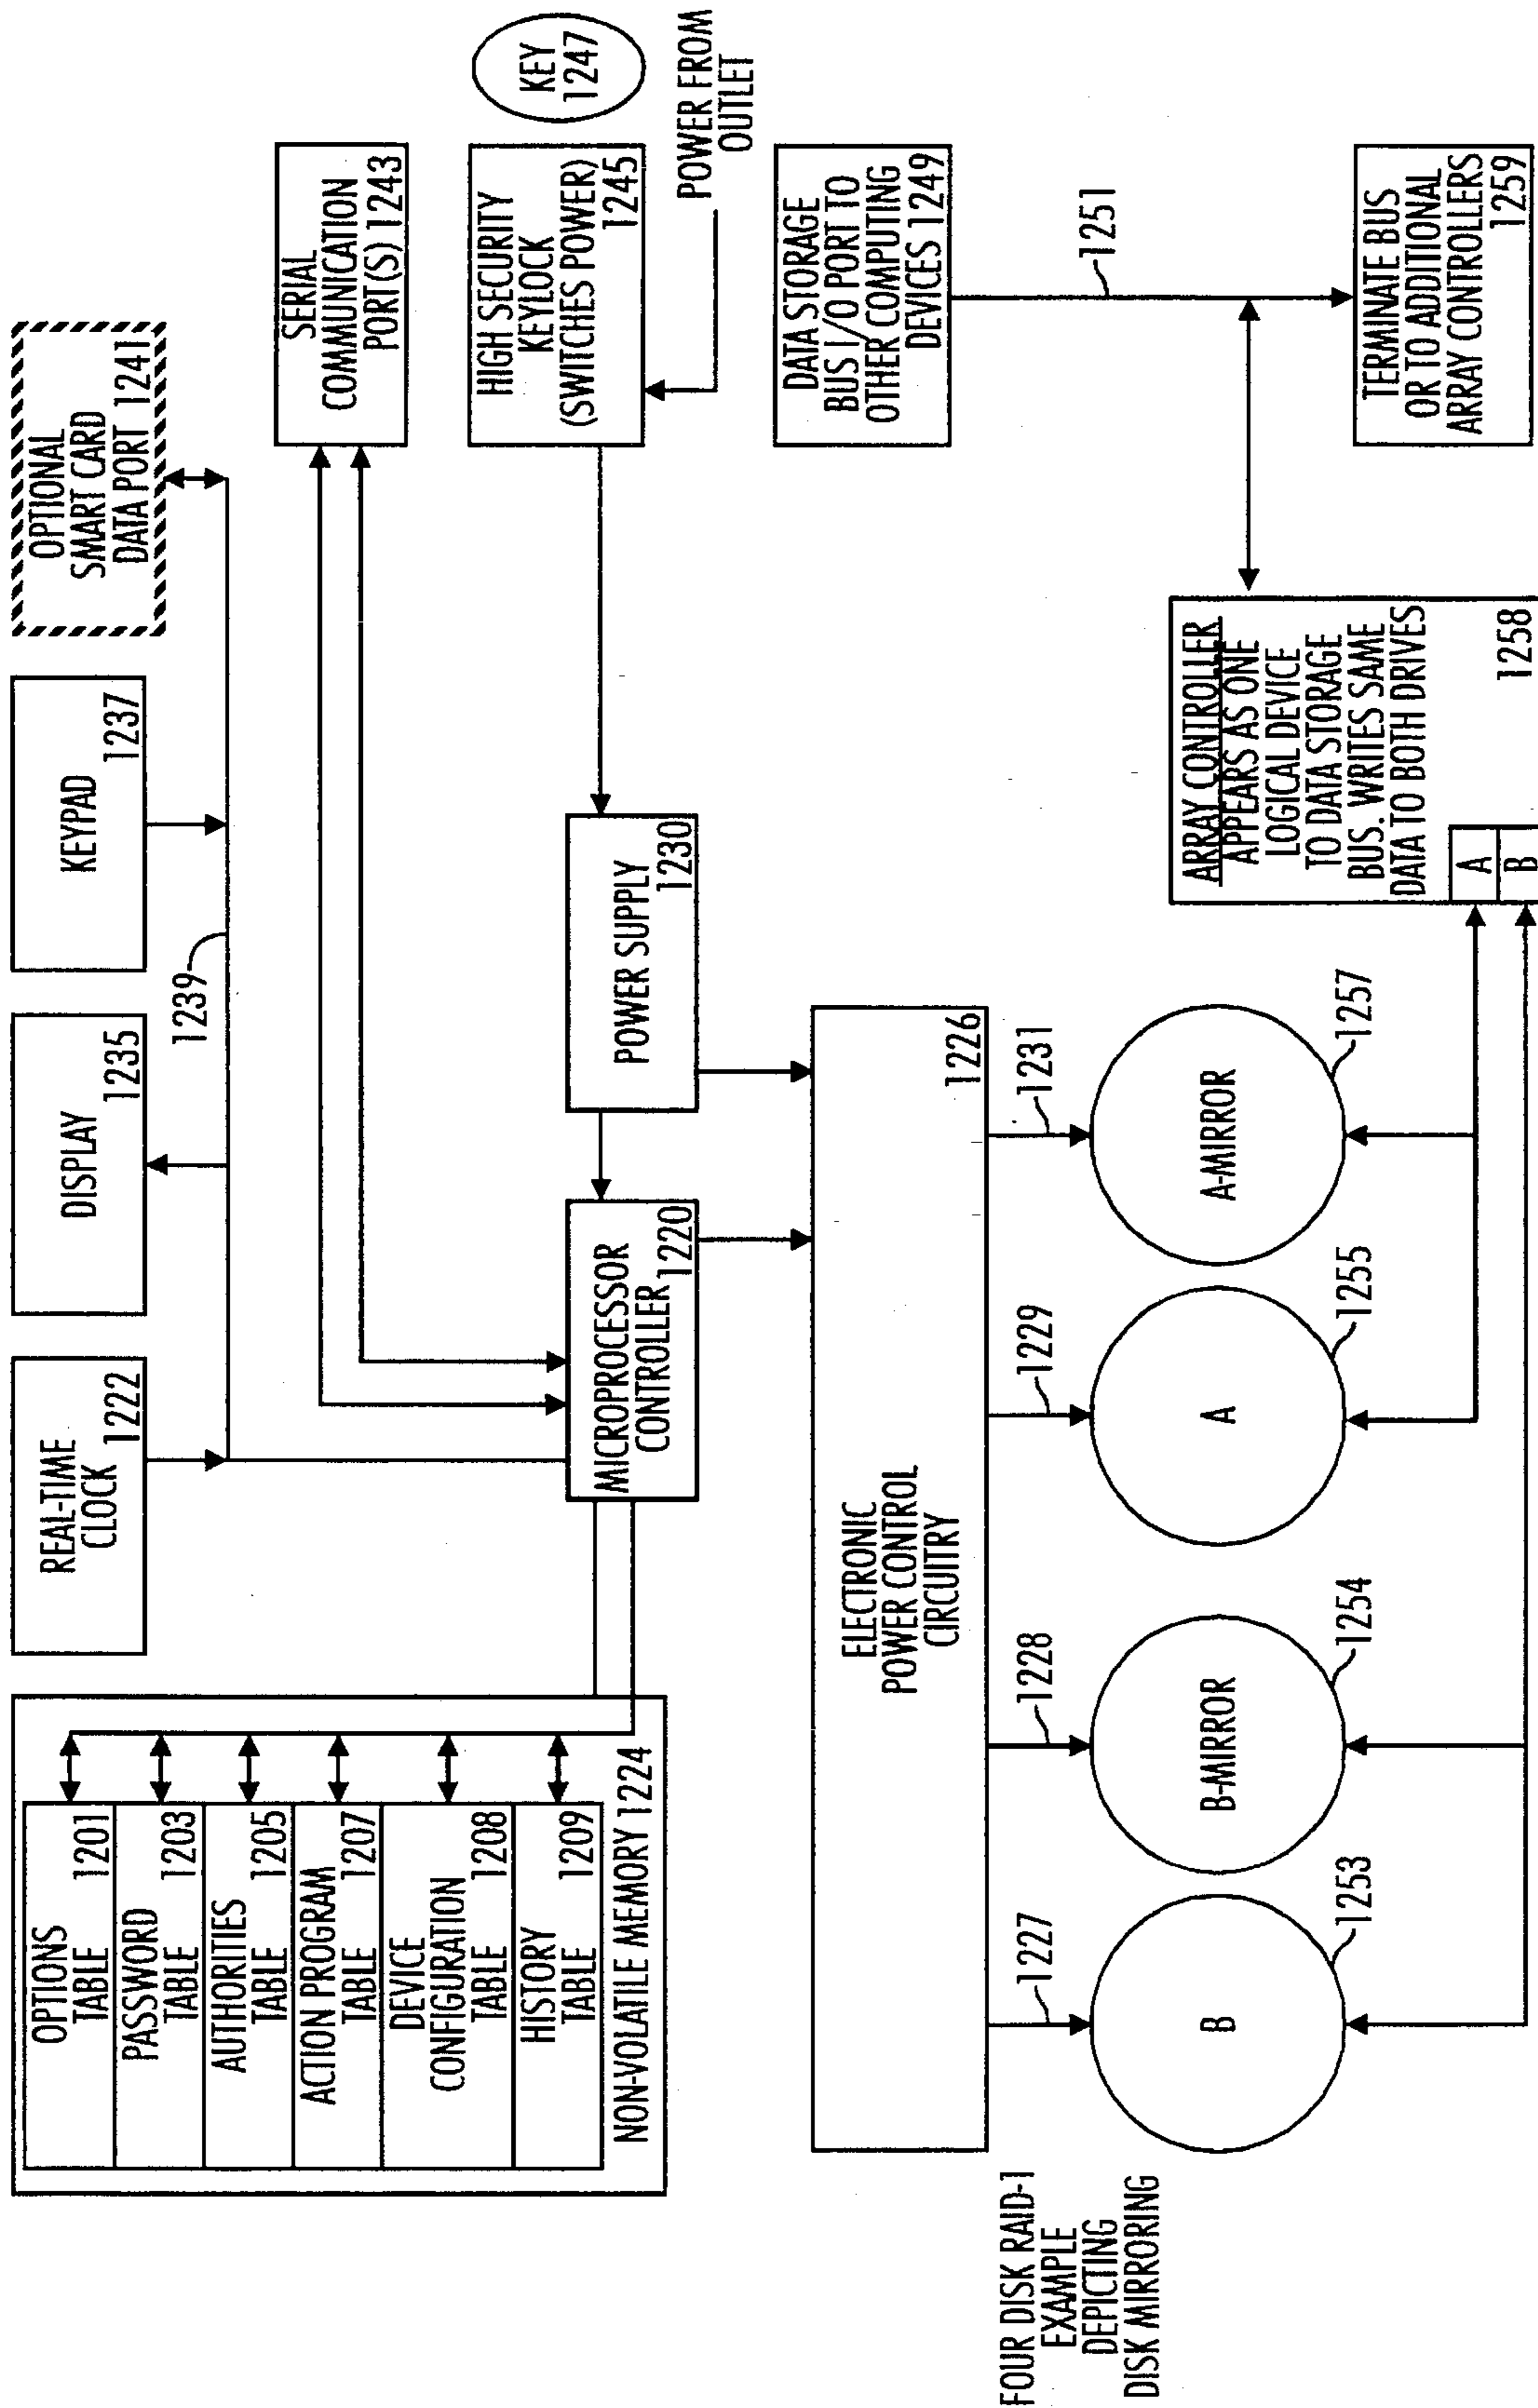 OPTIONS
TABLE 1201
PASSWORD
TABLE 1203
AUTHORITIES
TABLE 1205
ACTION PROGRAM
TABLE 1207
DEVICE
CONFIGURATION
TABLE 1208
HISTORY
TABLE 1209
NON-VOLATILE MEMORY 1224
REAL-TIME
CLOCK 1222
DISPLAY
1235
KEYPAD
1237
1239
OPTIONAL
SMART CARD
DATA PORT 1241
SERIAL
COMMUNICATION
PORT(S) 1243
HIGH SECURITY
KEYLOCK
(SWITCHES POWER)
1245
KEY
1247
POWER FROM
OUTLET
MICROPROCESSOR
CONTROLLER
1220
POWER SUPPLY
1230
DATA STORAGE
BUS I/O PORT TO
OTHER COMPUTING
DEVICES 1249
1251
ELECTRONIC
POWER CONTROL
CIRCUITRY
1226
FOUR DISK RAID-1
EXAMPLE
DEPICTING
DISK MIRRORING
1227
1228
1229
1231
B
1253
B-MIRROR
1254
A
1255
A-MIRROR
1257
ARRAY CONTROLLER
APPEARS AS ONE
LOGICAL DEVICE
TO DATA STORAGE
BUS. WRITES SAME
DATA TO BOTH DRIVES
A
B
1258
TERMINATE BUS
OR TO ADDITIONAL
ARRAY CONTROLLERS
1259